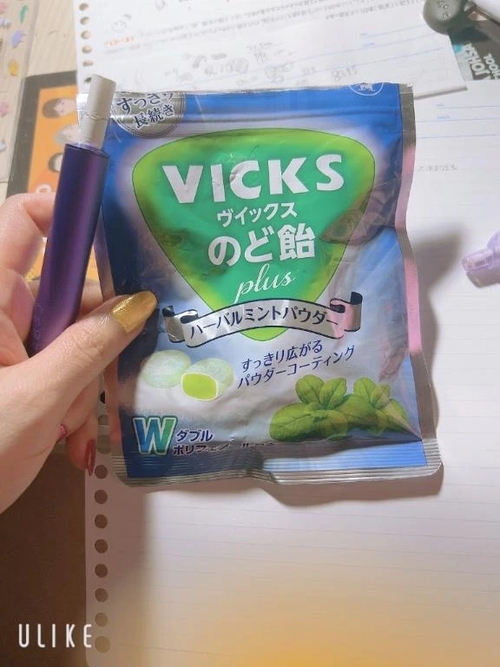 すっきり
長続き
VICKS
ヴイックス
のど飴
plus
ハーバルミントパウダー
すっきり広がる
パウダーコーティング
W ダブル
ULIKE